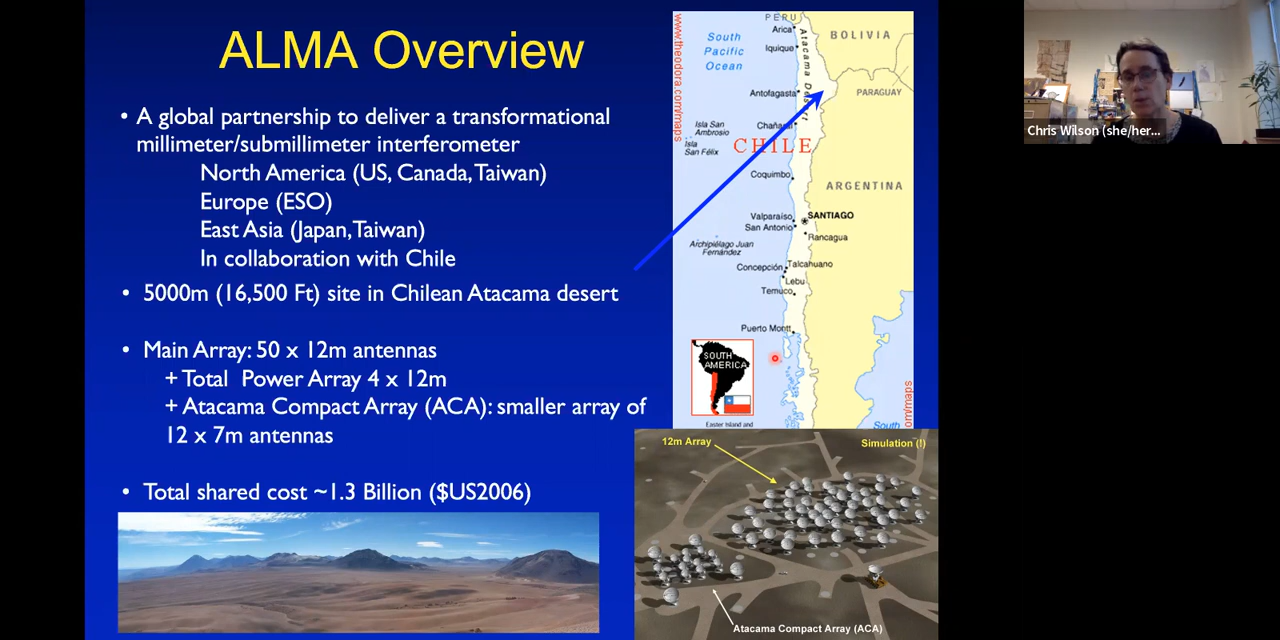 ALMA Overview
• A global partnership to deliver a transformational
millimeter/submillimeter interferometer
North America (US, Canada, Taiwan)
Europe (ESO)
East Asia (Japan, Taiwan)
In collaboration with Chile
• 5000m (16,500 Ft) site in Chilean Atacama desert
• Main Array: 50 x 12m antennas
+ Total Power Array 4 x 12m
+ Atacama Compact Array (ACA): smaller array of
12 x 7m antennas
• Total shared cost ~1.3 Billion ($US2006)
www.theodora.com/maps
PERU
Arica
BOLIVIA
South
Pacific
Ocean
Iquique
Atacama Desert
Antofagasta
PARAGUAY
Isla San
Ambrosio
Isla
San Félix
Chañaral
CHILE
Coquimbo
ARGENTINA
Valparaíso
SANTIAGO
San Antonio
Rancagua
Archipiélago Juan
Fernández
Concepción
Talcahuano
Lebu
Temuco
Puerto Montt
SOUTH
AMERICA
om/maps
Easter Island and
South
12m Array
Simulation (!)
Atacama Compact Array (ACA)
Chris Wilson (she/her...